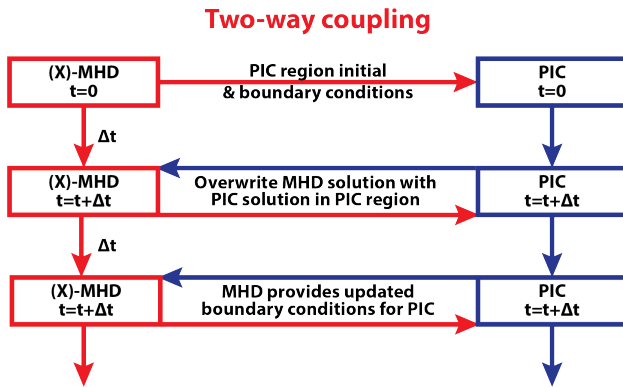 Two-way coupling
(X)-MHD
t=0
PIC region initial
& boundary conditions
PIC
t=0
Δt
(X)-MHD
t=t+Δt
Overwrite MHD solution with
PIC solution in PIC region
PIC
t=t+Δt
Δt
(X)-MHD
t=t+Δt
MHD provides updated
boundary conditions for PIC
PIC
t=t+Δt